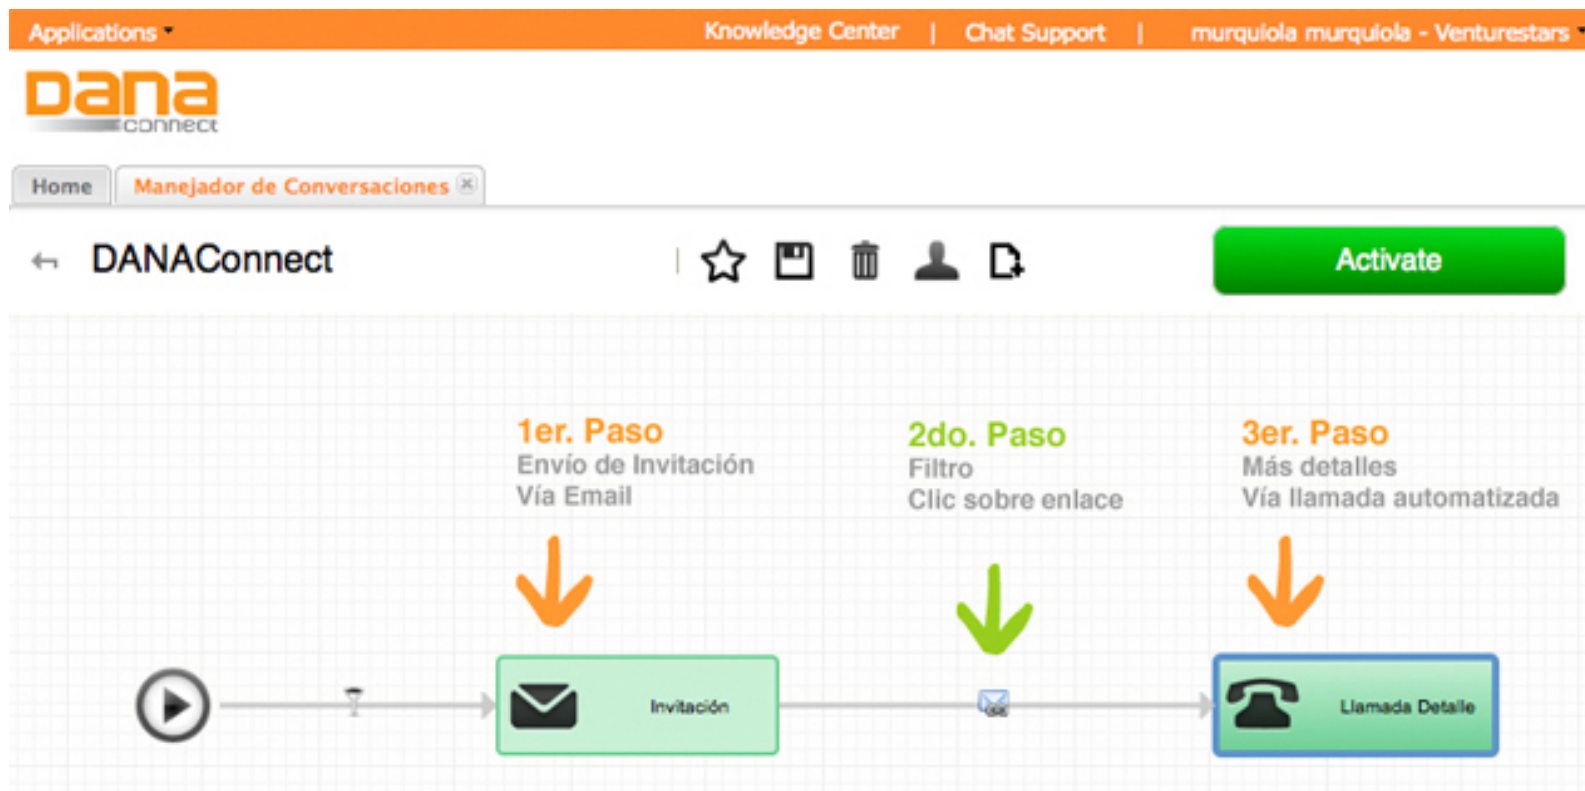 Applications
Knowledge Center | Chat Support | murquiola murquiola - Venturestars
Dana
connect
Home
Manejador de Conversaciones
DANAConnect
Activate
1er. Paso
Envío de Invitación
Vía Email
2do. Paso
Filtro
Clic sobre enlace
3er. Paso
Más detalles
Vía llamada automatizada
Invitación
Llamada Detalle